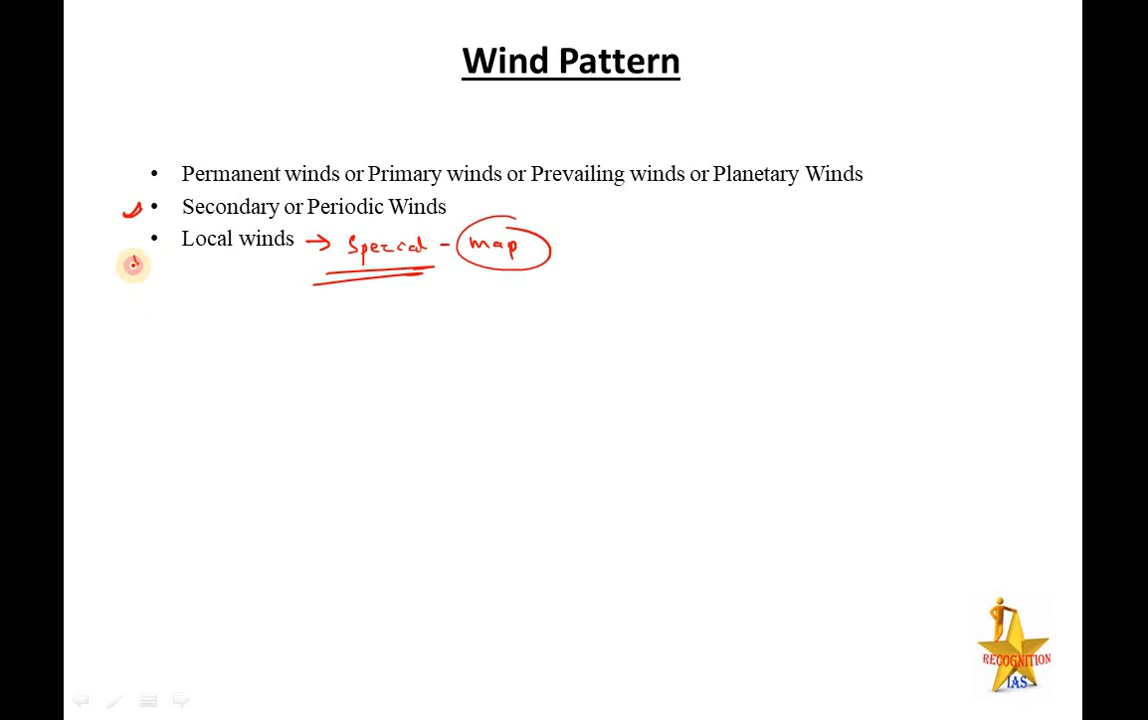 Wind Pattern
• Permanent winds or Primary winds or Prevailing winds or Planetary Winds
• Secondary or Periodic Winds
• Local winds → Special - map
RECOGNITION
IAS